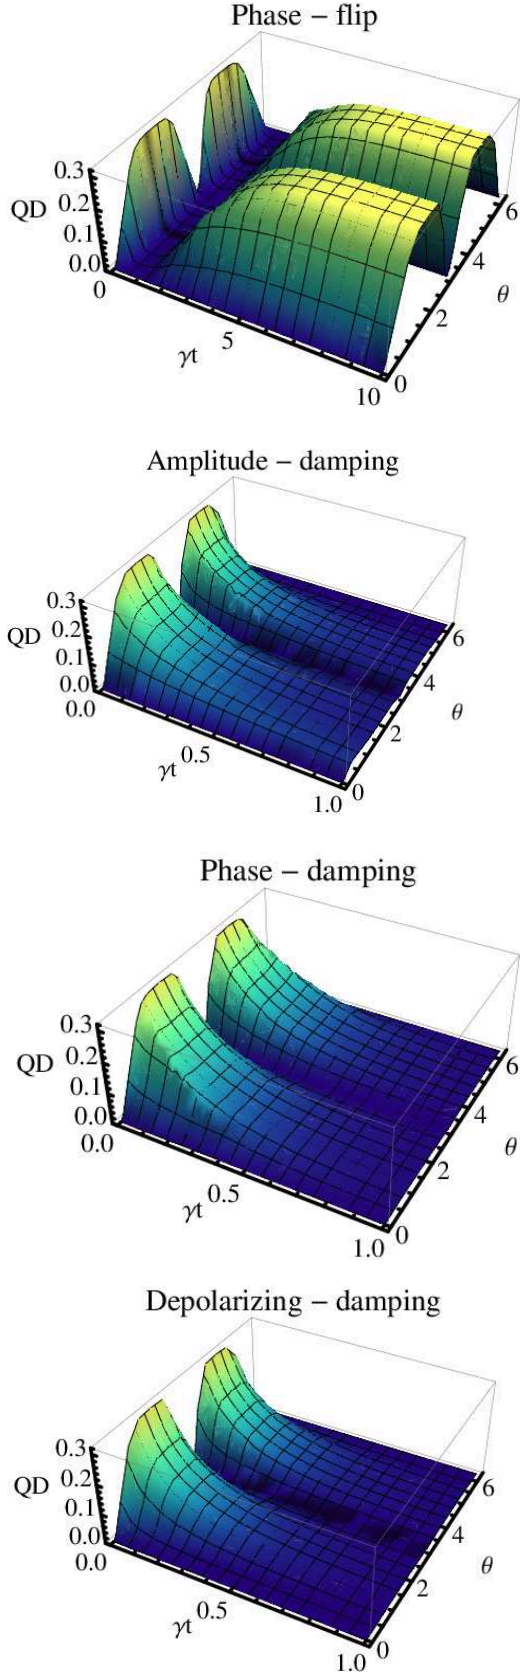 Phase – flip
0.3
QD 0.2
0.1
0.0
0
γt 5
10
0
2
4
6
θ
Amplitude – damping
0.3
QD 0.2
0.1
0.0
0.0
γt 0.5
1.0
0
2
4
6
θ
Phase – damping
0.3
QD 0.2
0.1
0.0
0.0
γt 0.5
1.0
0
2
4
6
θ
Depolarizing – damping
0.3
QD 0.2
0.1
0.0
0.0
γt 0.5
1.0
0
2
4
6
θ